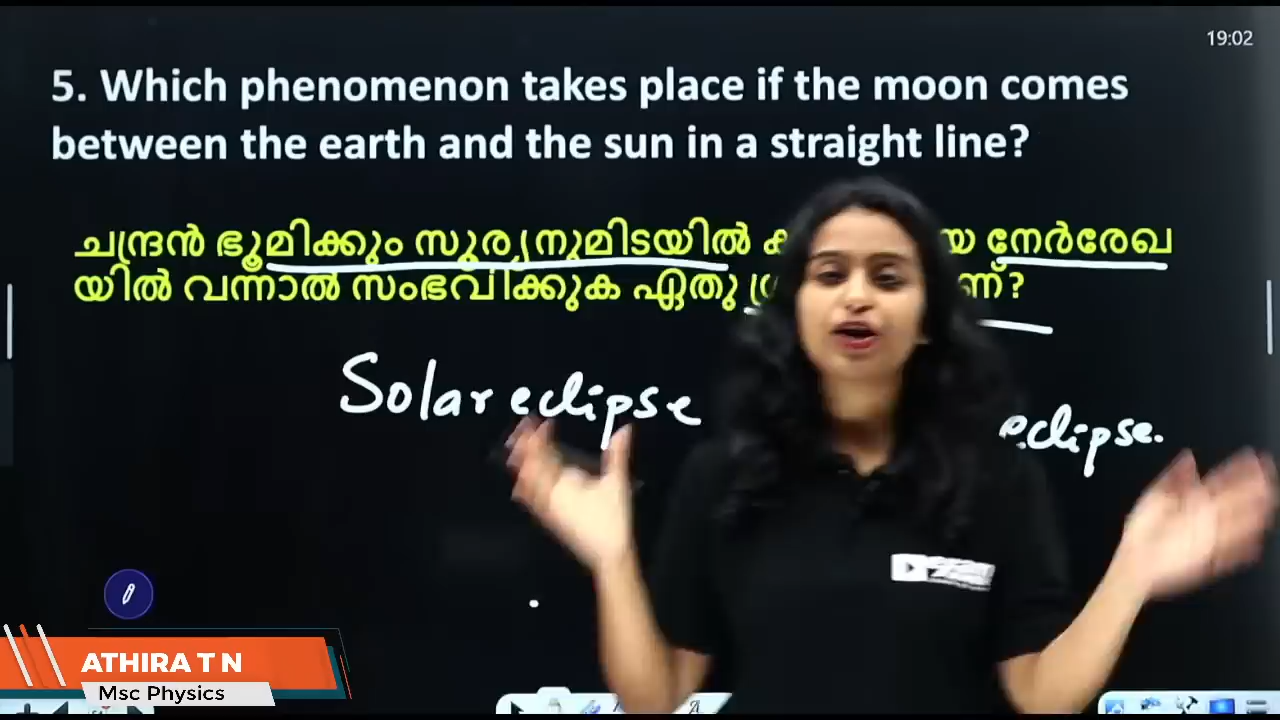 19:02
5. Which phenomenon takes place if the moon comes
between the earth and the sun in a straight line?
ചന്ദ്രൻ ഭൂമിക്കും സൂര്യനുമിടയിൽ നേർരേഖ
യിൽ വന്നാൽ സംഭവിക്കുക ഏതു
Solar eclipse eclipse.
ATHIRA T N
Msc Physics